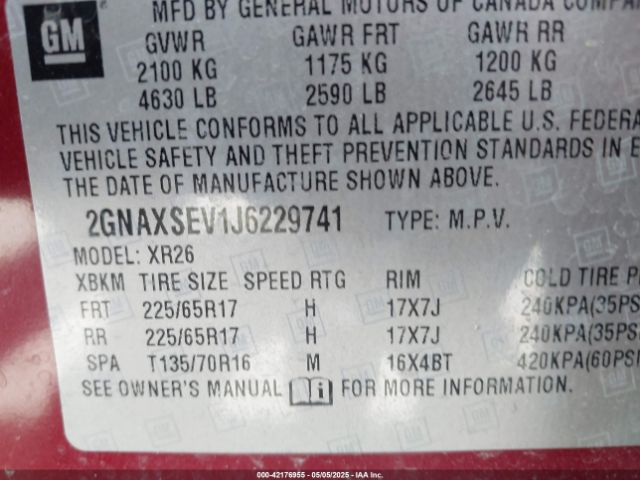 MFD BY GENERAL MOTORS OF CANADA COMPA
GM
GVWR GAWR FRT GAWR RR
2100 KG 1175 KG 1200 KG
4630 LB 2590 LB 2645 LB
THIS VEHICLE CONFORMS TO ALL APPLICABLE U.S. FEDERA
VEHICLE SAFETY AND THEFT PREVENTION STANDARDS IN E
THE DATE OF MANUFACTURE SHOWN ABOVE.
2GNAXSEV1J6229741 TYPE: M.P.V.
MODEL: XR26
XBKM TIRE SIZE SPEED RTG RIM COLD TIRE P
FRT 225/65R17 H 17X7J 240KPA(35PS
RR 225/65R17 H 17X7J 240KPA(35PS
SPA T135/70R16 M 16X4BT 420KPA(60PSI
SEE OWNER'S MANUAL i FOR MORE INFORMATION.
000-42176955 - 05/05/2025 - IAA, Inc.